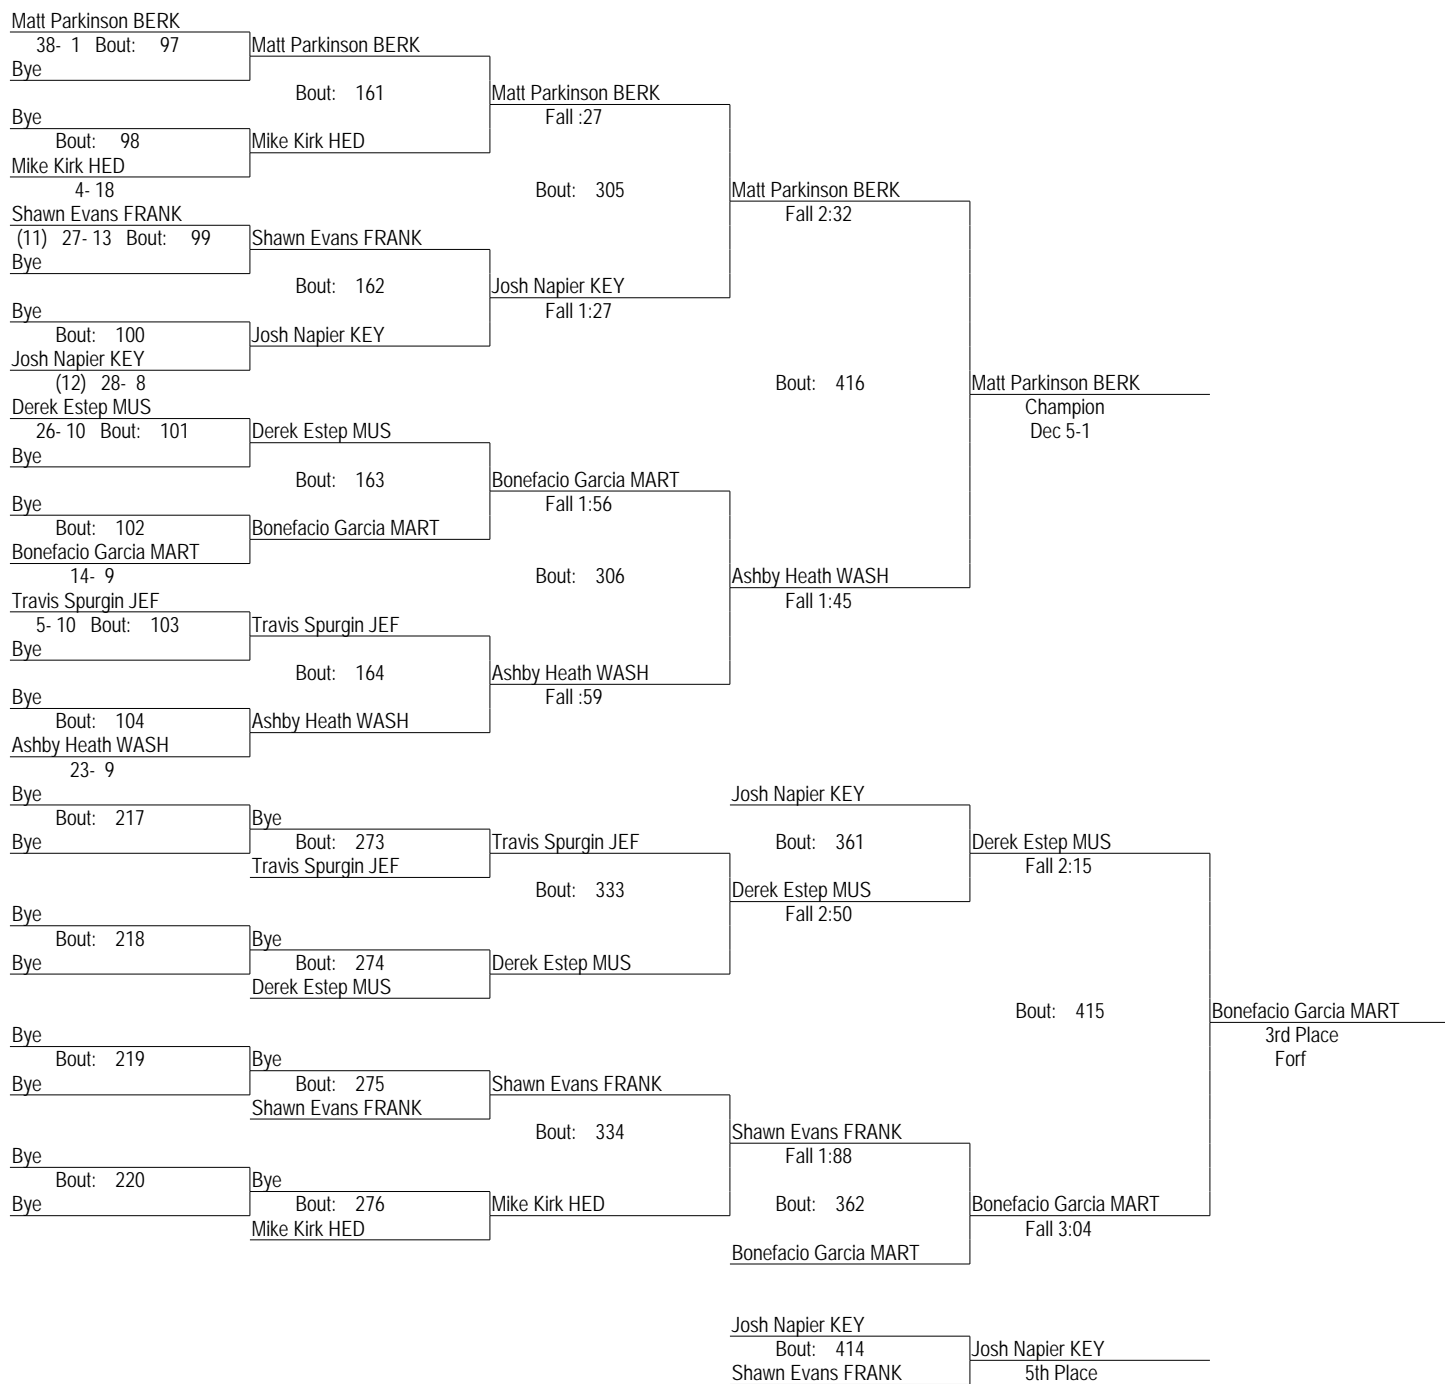 Matt Parkinson BERK
38- 1 Bout: 97 Matt Parkinson BERK
Bye
Bout: 161 Matt Parkinson BERK
Bye Fall :27
Bout: 98 Mike Kirk HED
Mike Kirk HED
4- 18 Bout: 305 Matt Parkinson BERK
Shawn Evans FRANK Fall 2:32
(11) 27- 13 Bout: 99 Shawn Evans FRANK
Bye
Bout: 162 Josh Napier KEY
Bye Fall 1:27
Bout: 100 Josh Napier KEY
Josh Napier KEY
(12) 28- 8 Bout: 416 Matt Parkinson BERK
Derek Estep MUS Champion
26- 10 Bout: 101 Derek Estep MUS Dec 5-1
Bye
Bout: 163 Bonefacio Garcia MART
Bye Fall 1:56
Bout: 102 Bonefacio Garcia MART
Bonefacio Garcia MART
14- 9 Bout: 306 Ashby Heath WASH
Travis Spurgin JEF Fall 1:45
5- 10 Bout: 103 Travis Spurgin JEF
Bye
Bout: 164 Ashby Heath WASH
Bye Fall :59
Bout: 104 Ashby Heath WASH
Ashby Heath WASH
23- 9
Bye Josh Napier KEY
Bout: 217 Bye
Bye Bout: 273 Travis Spurgin JEF Bout: 361 Derek Estep MUS
Travis Spurgin JEF Fall 2:15
Bout: 333 Derek Estep MUS
Bye Fall 2:50
Bout: 218 Bye
Bye Bout: 274 Derek Estep MUS
Derek Estep MUS
Bout: 415 Bonefacio Garcia MART
Bye 3rd Place
Bout: 219 Bye Forf
Bye Bout: 275 Shawn Evans FRANK
Shawn Evans FRANK
Bout: 334 Shawn Evans FRANK
Bye Fall 1:88
Bout: 220 Bye
Bye Bout: 276 Mike Kirk HED Bout: 362 Bonefacio Garcia MART
Mike Kirk HED Fall 3:04
Bonefacio Garcia MART
Josh Napier KEY
Bout: 414 Josh Napier KEY
Shawn Evans FRANK 5th Place